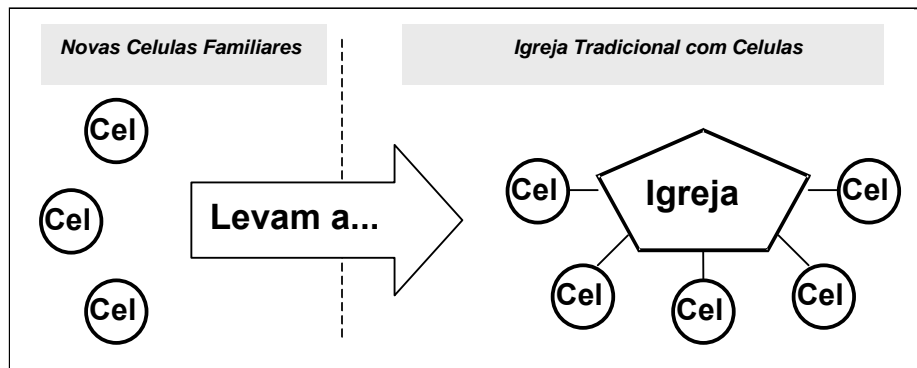 Novas Celulas Familiares
Igreja Tradicional com Celulas
Cel
Cel
Cel
Levam a...
Igreja
Cel
Cel
Cel
Cel
Cel